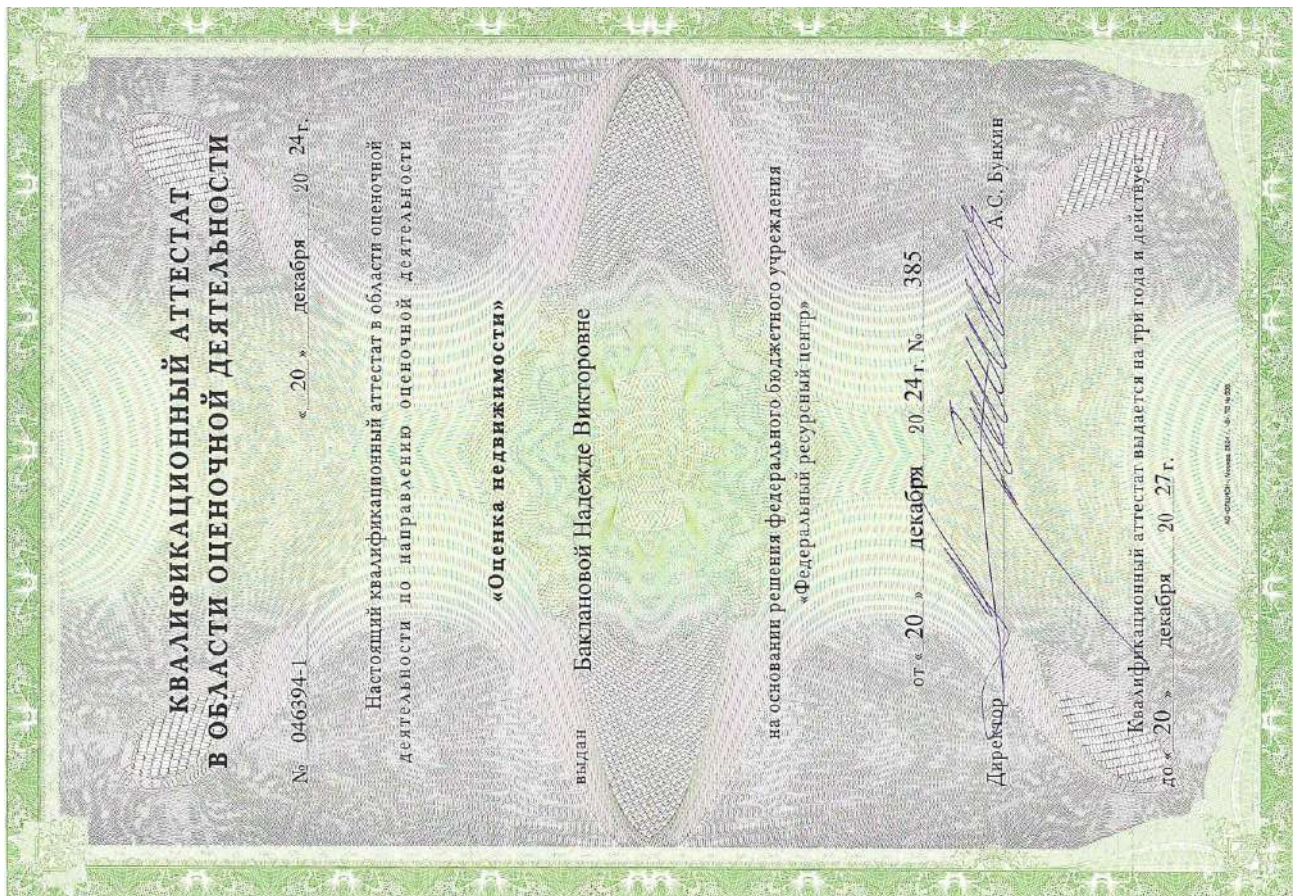 КВАЛИФИКАЦИОННЫЙ АТТЕСТАТ
В ОБЛАСТИ ОЦЕНОЧНОЙ ДЕЯТЕЛЬНОСТИ
№ 046394-1 « 20 » декабря 20 24 г.
Настоящий квалификационный аттестат в области оценочной
деятельности по направлению оценочной деятельности
«Оценка недвижимости»
выдан Баклановой Надежде Викторовне
на основании решения федерального бюджетного учреждения
«Федеральный ресурсный центр»
от « 20 » декабря 20 24 г. № 385
Директор А.С. Бункин
Квалификационный аттестат выдается на три года и действует
до « 20 » декабря 20 27 г.